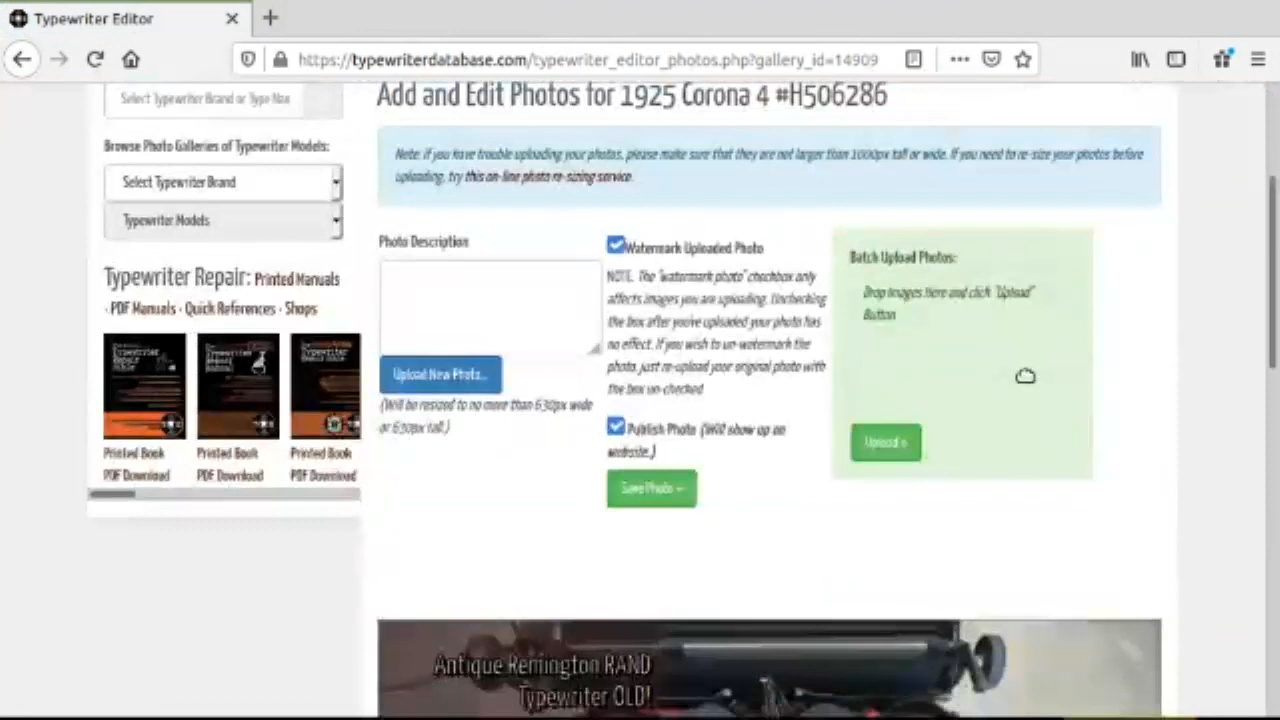 Typewriter Editor
https://typewriterdatabase.com/typewriter_editor_photos.php?gallery_id=14909
Select Typewriter Brand or Type Nam
Browse Photo Galleries of Typewriter Models:
Select Typewriter Brand
Typewriter Models
Typewriter Repair: Printed Manuals
· PDF Manuals · Quick References · Shops
Printed Book
PDF Download
Printed Book
PDF Download
Printed Book
PDF Download
Add and Edit Photos for 1925 Corona 4 #H506286
Note: if you have trouble uploading your photos, please make sure that they are not larger than 1000px tall or wide. If you need to re-size your photos before
uploading, try this on-line photo re-sizing service.
Photo Description
Upload New Photo..
(Will be resized to no more than 630px wide
or 630px tall.)
Watermark Uploaded Photo
NOTE: The "watermark photo" checkbox only
affects images you are uploading. Unchecking
the box after you've uploaded your photo has
no effect. If you wish to un-watermark the
photo, just re-upload your original photo with
the box un-checked
Publish Photo (Will show up on
website.)
Save Photo »
Batch Upload Photos:
Drop Images Here and click "Upload"
Button
Upload »
Antique Remington RAND
Typewriter OLD!